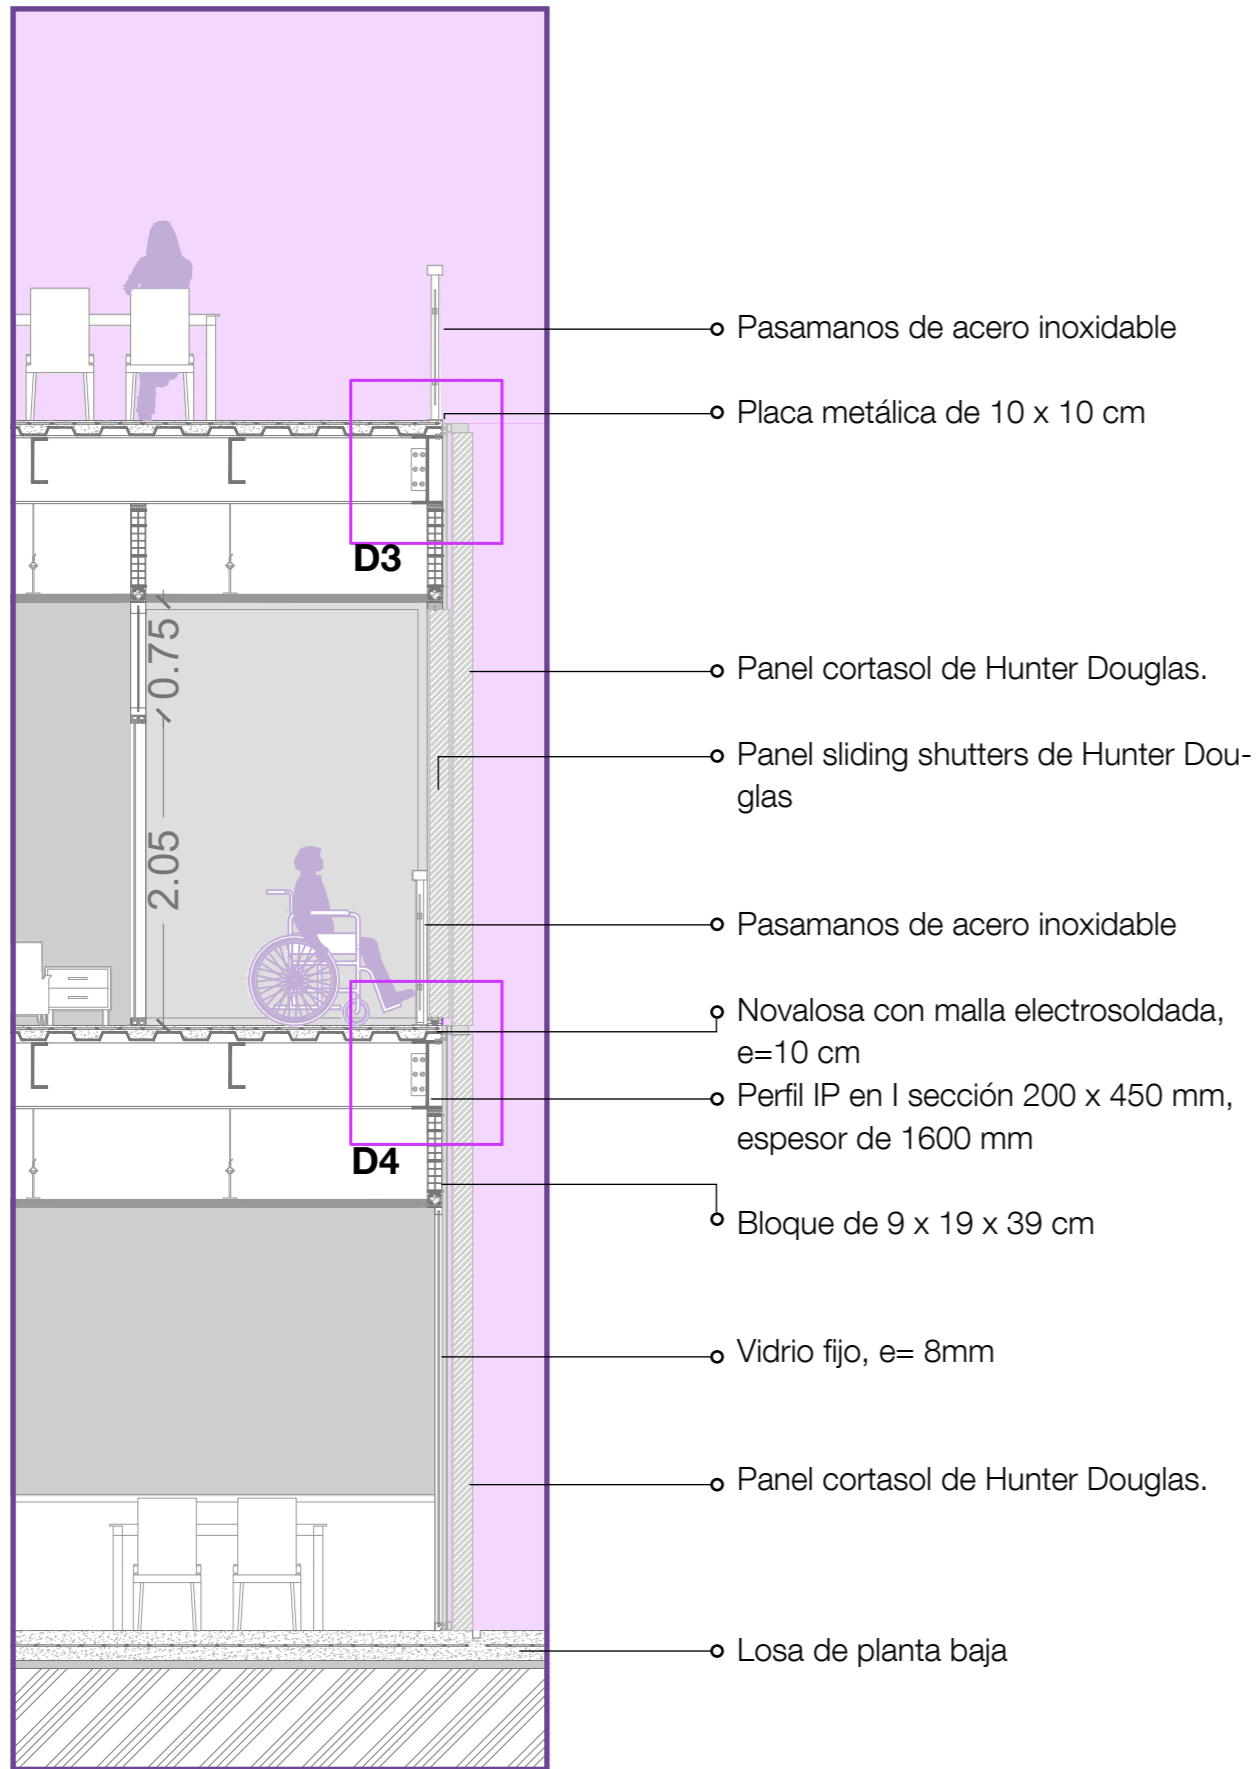 Pasamanos de acero inoxidable
Placa metálica de 10 x 10 cm
D3
0.75
Panel cortasol de Hunter Douglas.
Panel sliding shutters de Hunter Dou-
glas
2.05
Pasamanos de acero inoxidable
Novalosa con malla electrosoldada,
e=10 cm
Perfil IP en I sección 200 x 450 mm,
espesor de 1600 mm
D4
Bloque de 9 x 19 x 39 cm
Vidrio fijo, e= 8mm
Panel cortasol de Hunter Douglas.
Losa de planta baja